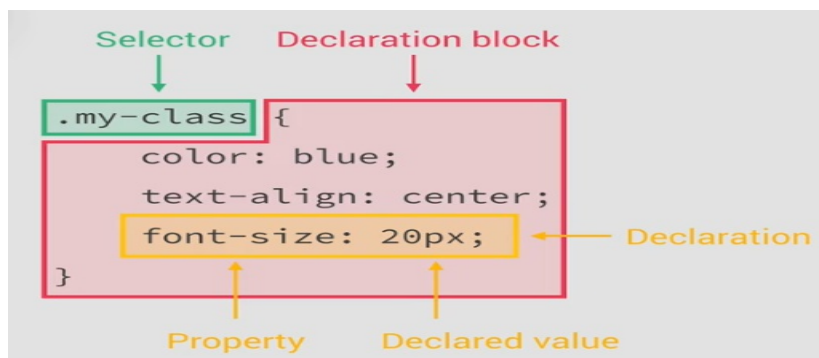 Selector Declaration block
.my-class {
color: blue;
text-align: center;
font-size: 20px;
Declaration
}
Property Declared value